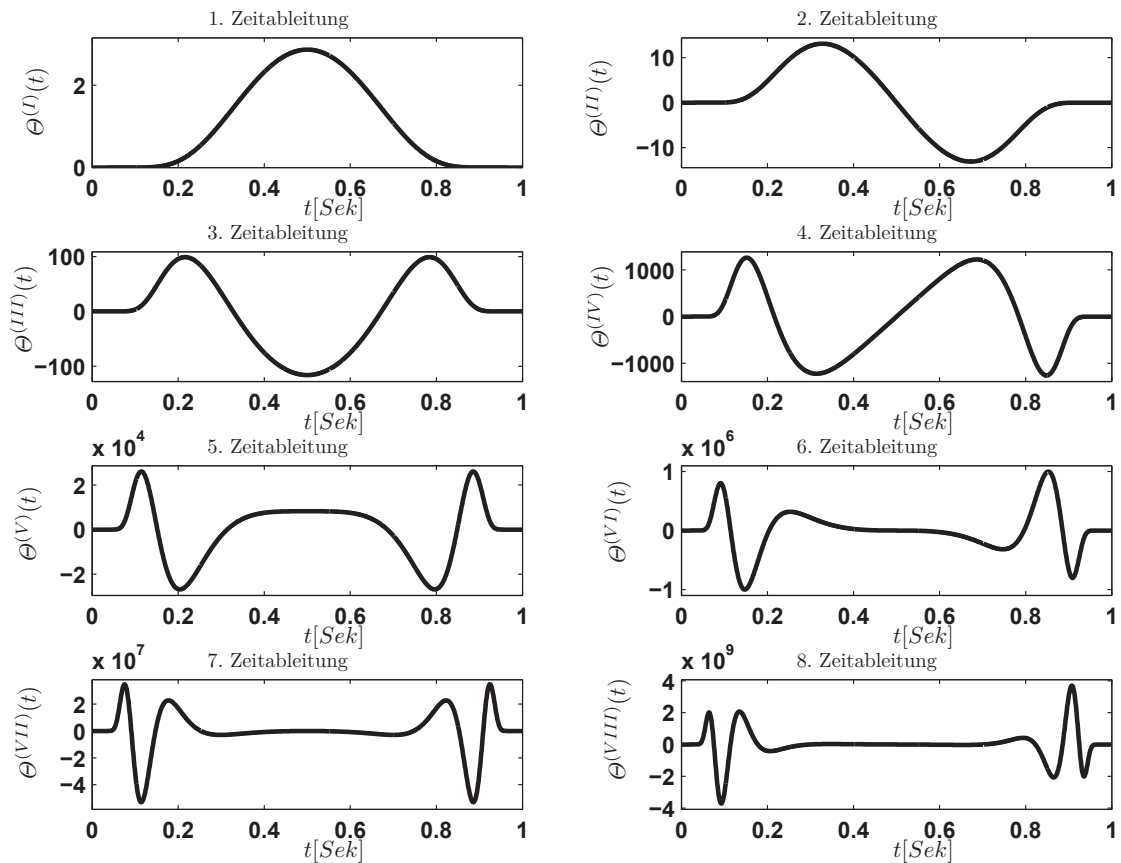 1. Zeitableitung
Θ^(I)(t)
2
0
0 0.2 0.4 0.6 0.8 1
t[Sek]
2. Zeitableitung
Θ^(II)(t)
10
0
−10
0 0.2 0.4 0.6 0.8 1
t[Sek]
3. Zeitableitung
Θ^(III)(t)
100
0
−100
0 0.2 0.4 0.6 0.8 1
t[Sek]
4. Zeitableitung
Θ^(IV)(t)
1000
0
−1000
0 0.2 0.4 0.6 0.8 1
t[Sek]
x 10^4
5. Zeitableitung
Θ^(V)(t)
2
0
−2
0 0.2 0.4 0.6 0.8 1
t[Sek]
x 10^6
6. Zeitableitung
Θ^(VI)(t)
1
0
−1
0 0.2 0.4 0.6 0.8 1
t[Sek]
x 10^7
7. Zeitableitung
Θ^(VII)(t)
2
0
−2
−4
0 0.2 0.4 0.6 0.8 1
t[Sek]
x 10^9
8. Zeitableitung
Θ^(VIII)(t)
4
2
0
−2
−4
0 0.2 0.4 0.6 0.8 1
t[Sek]